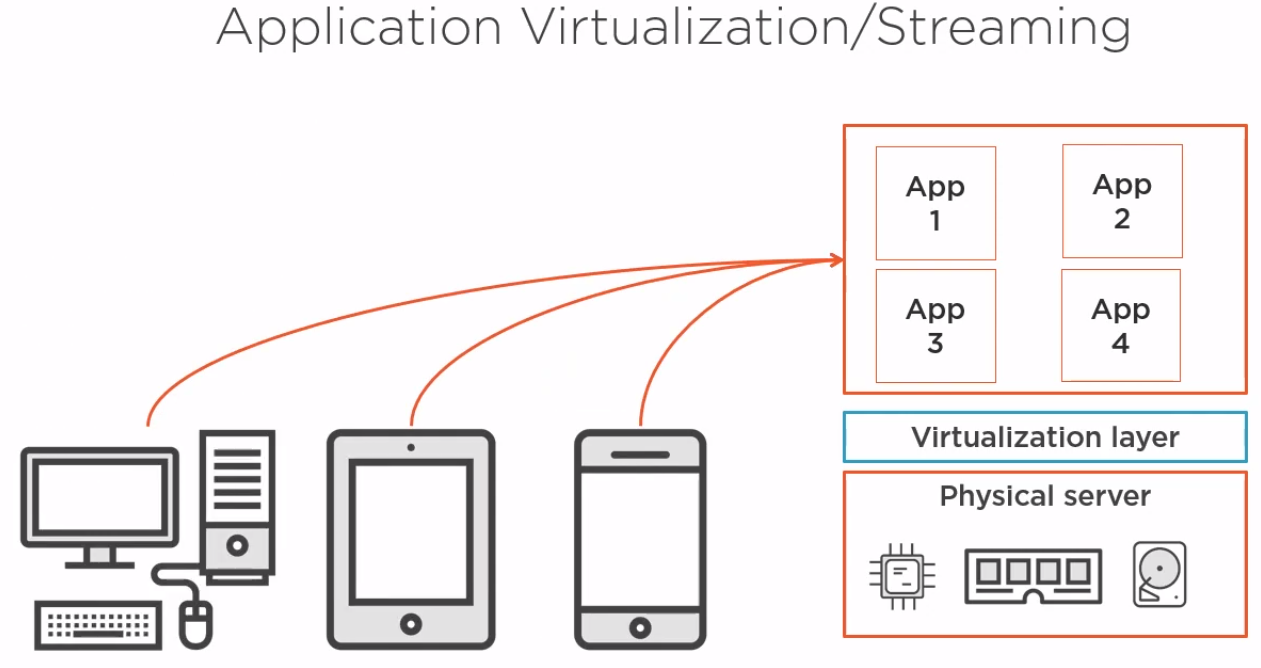 Application Virtualization/Streaming
App
1
App
2
App
3
App
4
Virtualization layer
Physical server